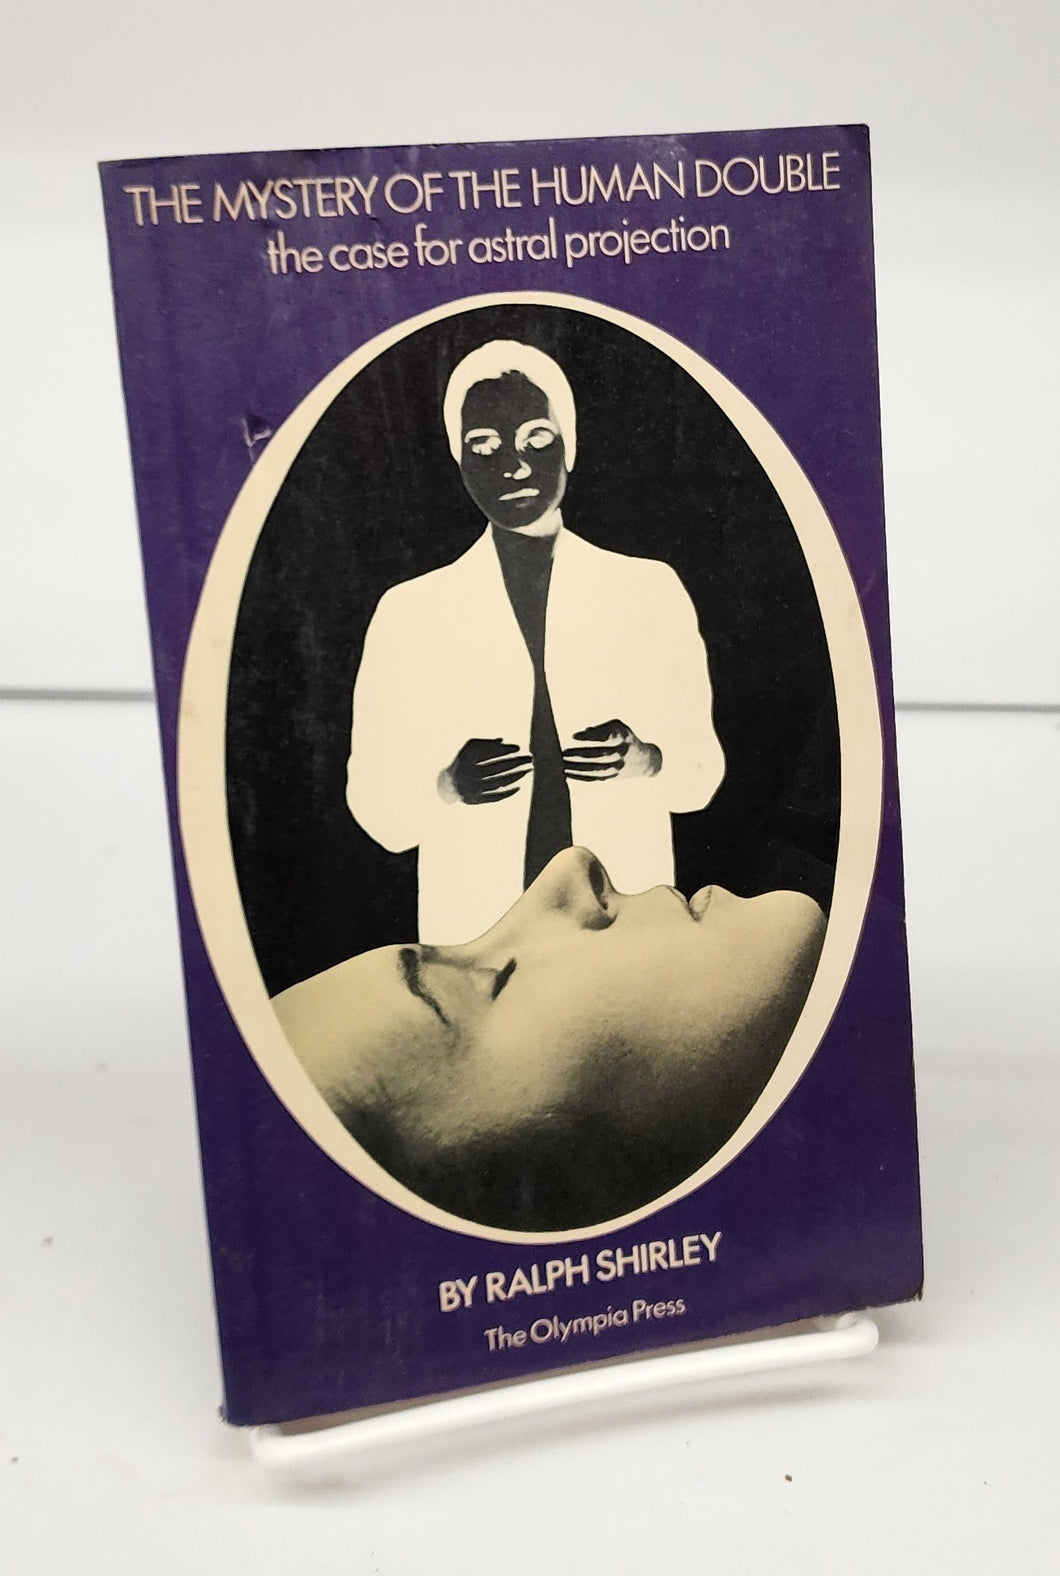 THE MYSTERY OF THE HUMAN DOUBLE
the case for astral projection
BY RALPH SHIRLEY
The Olympia Press